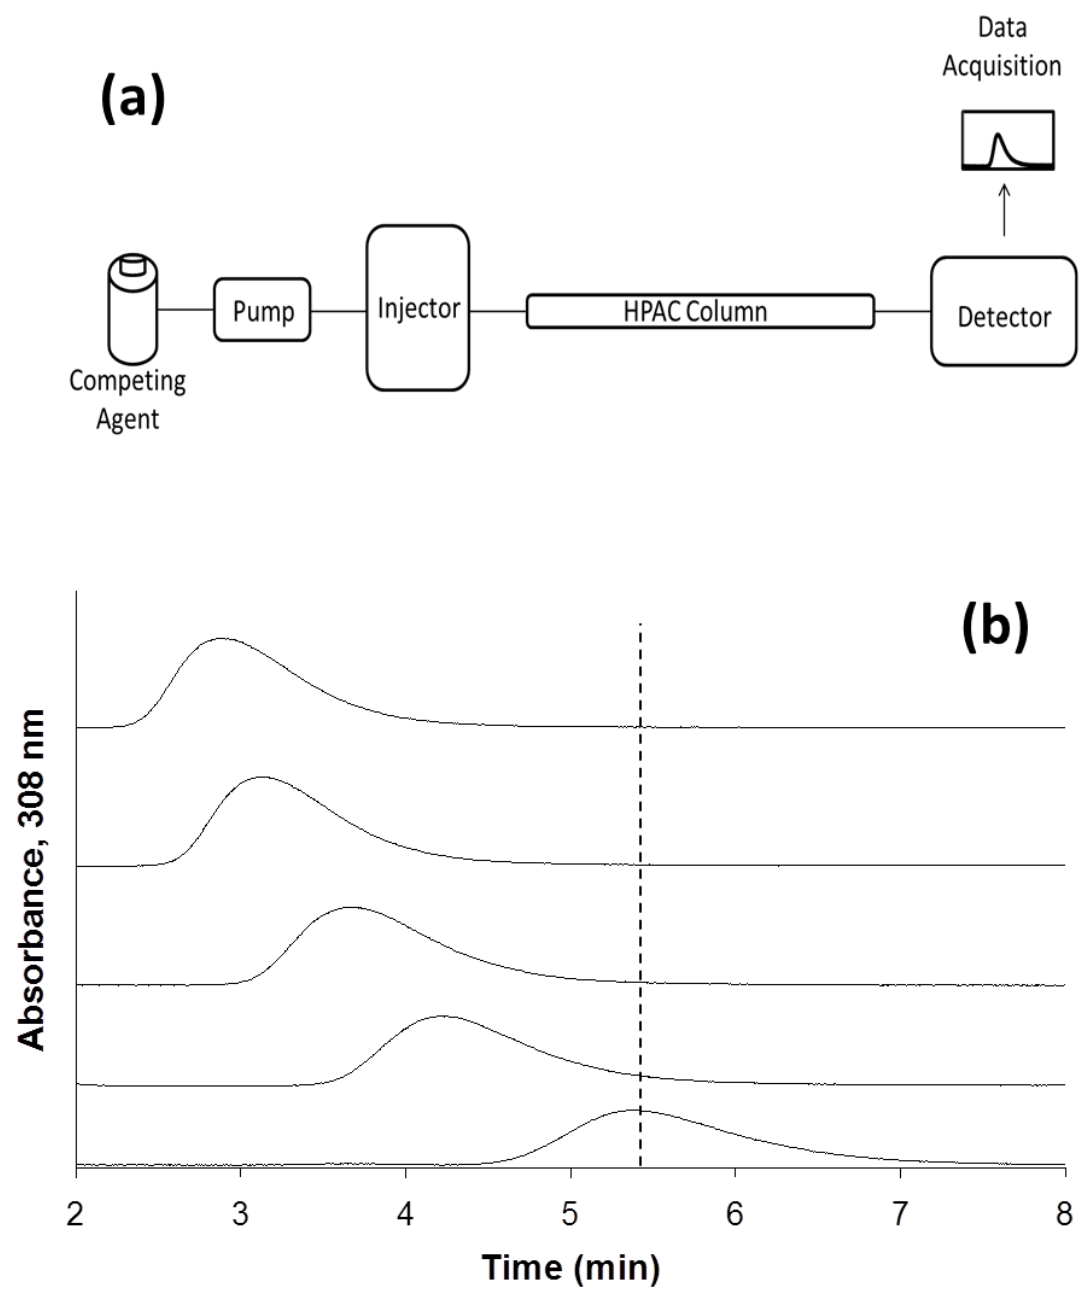 Data
Acquisition
(a)
Pump
Injector
HPAC Column
Detector
Competing
Agent
(b)
Absorbance, 308 nm
2 3 4 5 6 7 8
Time (min)